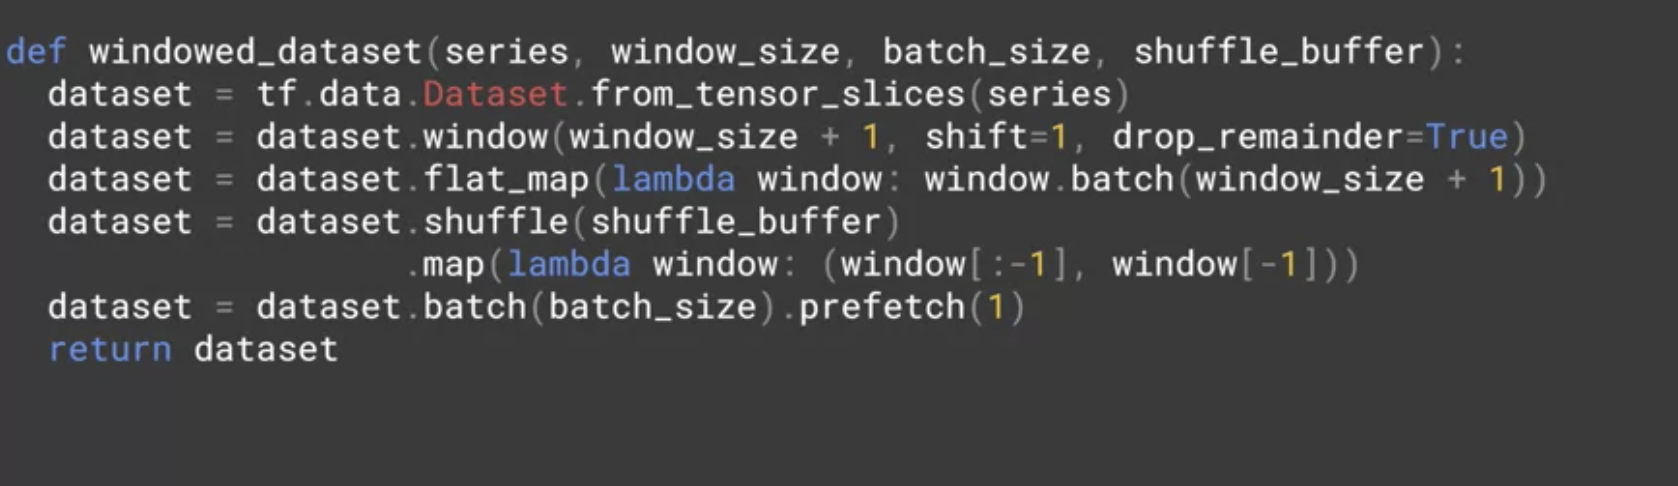 def windowed_dataset(series, window_size, batch_size, shuffle_buffer):
  dataset = tf.data.Dataset.from_tensor_slices(series)
  dataset = dataset.window(window_size + 1, shift=1, drop_remainder=True)
  dataset = dataset.flat_map(lambda window: window.batch(window_size + 1))
  dataset = dataset.shuffle(shuffle_buffer)
                   .map(lambda window: (window[:-1], window[-1]))
  dataset = dataset.batch(batch_size).prefetch(1)
  return dataset